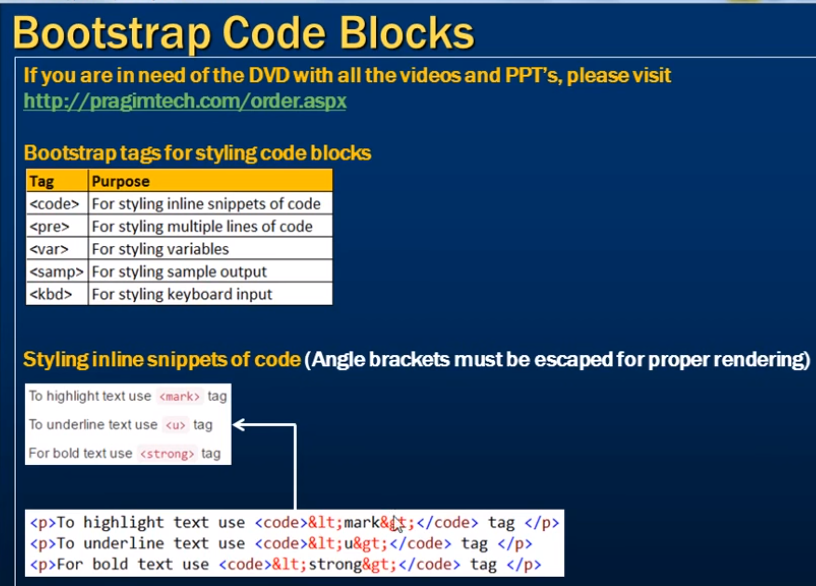 Bootstrap Code Blocks
If you are in need of the DVD with all the videos and PPT's, please visit
http://pragimtech.com/order.aspx
Bootstrap tags for styling code blocks
Tag Purpose
<code> For styling inline snippets of code
<pre> For styling multiple lines of code
<var> For styling variables
<samp> For styling sample output
<kbd> For styling keyboard input
Styling inline snippets of code (Angle brackets must be escaped for proper rendering)
To highlight text use <mark> tag
To underline text use <u> tag
For bold text use <strong> tag
<p>To highlight text use <code>&lt;mark&gt;</code> tag </p>
<p>To underline text use <code>&lt;u&gt;</code> tag </p>
<p>For bold text use <code>&lt;strong&gt;</code> tag </p>